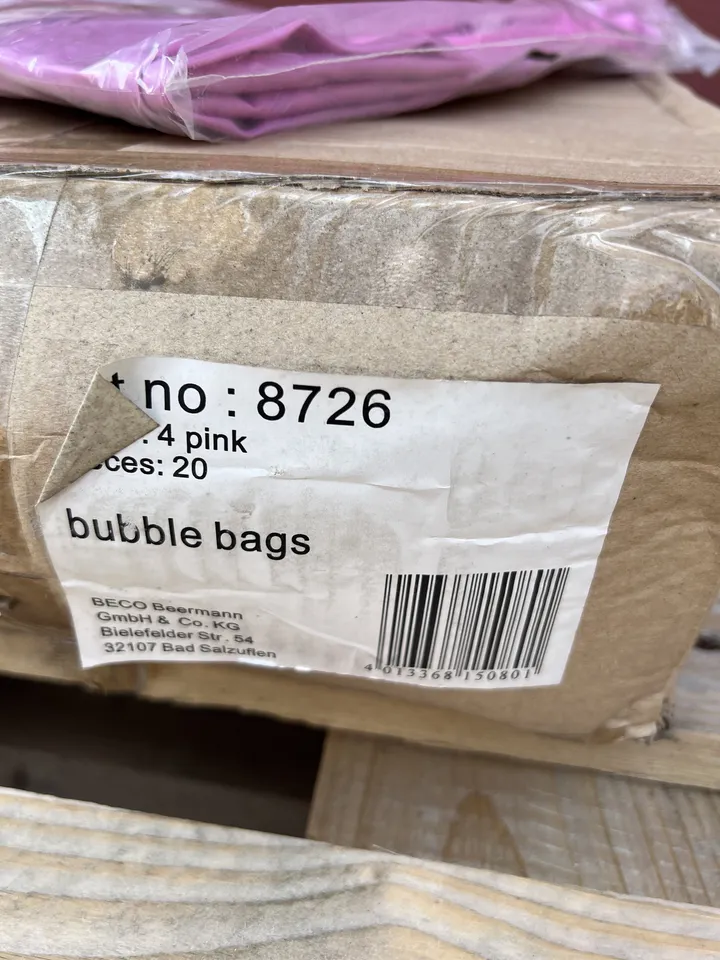 no : 8726
: 4 pink
ces: 20
bubble bags
BECO Beermann
GmbH & Co. KG
Bielefelder Str. 54
32107 Bad Salzuflen
4 013368 150801